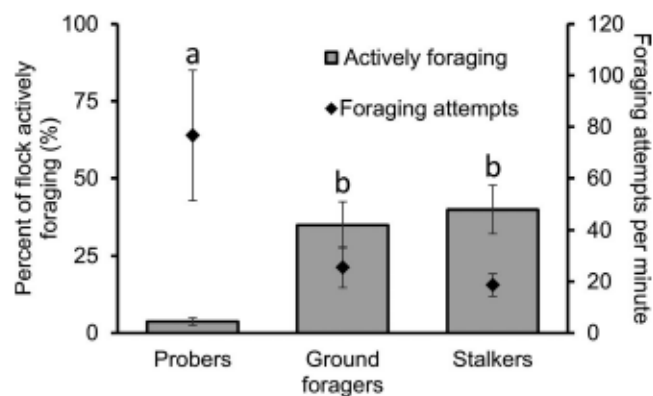 100
75
50
25
0
Percent of flock actively
foraging (%)
a
b
b
Actively foraging
Foraging attempts
120
100
80
60
40
20
0
Foraging attempts per minute
Probers
Ground
foragers
Stalkers